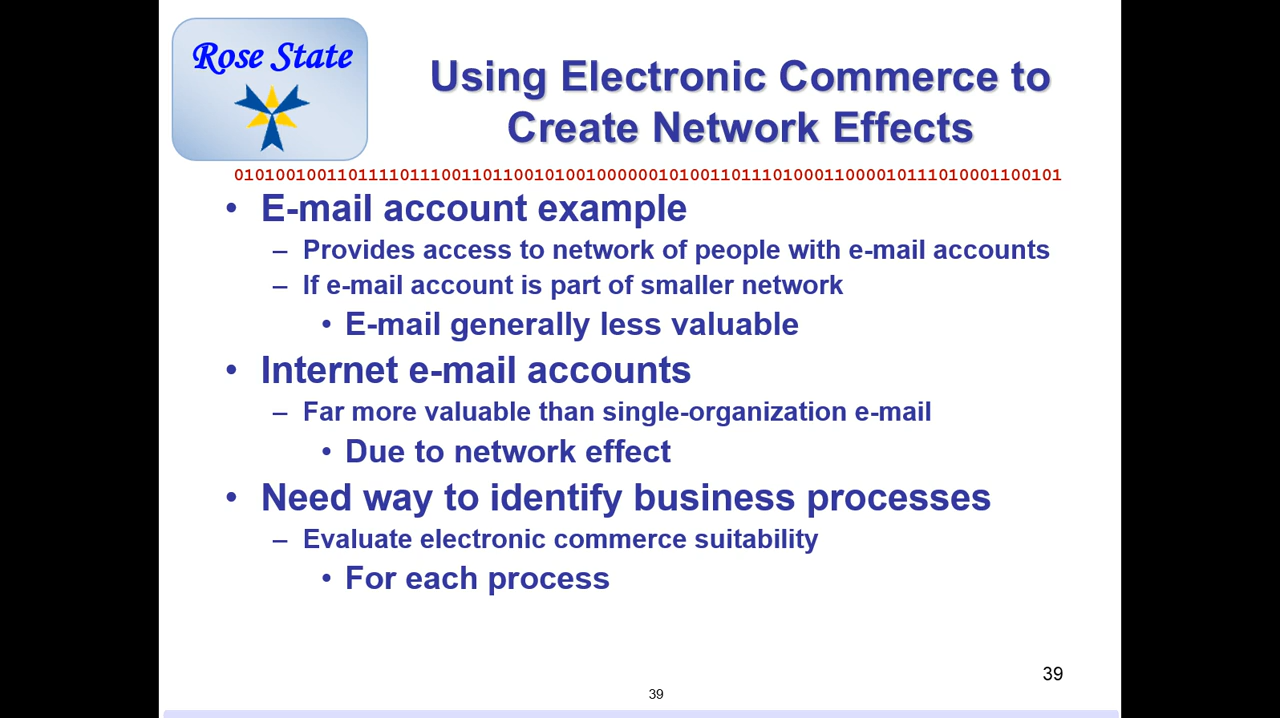 Rose State
Using Electronic Commerce to
Create Network Effects
01010010011011110111001101100101001000000101001101110100011000010111010001100101
• E-mail account example
– Provides access to network of people with e-mail accounts
– If e-mail account is part of smaller network
• E-mail generally less valuable
• Internet e-mail accounts
– Far more valuable than single-organization e-mail
• Due to network effect
• Need way to identify business processes
– Evaluate electronic commerce suitability
• For each process
39
39